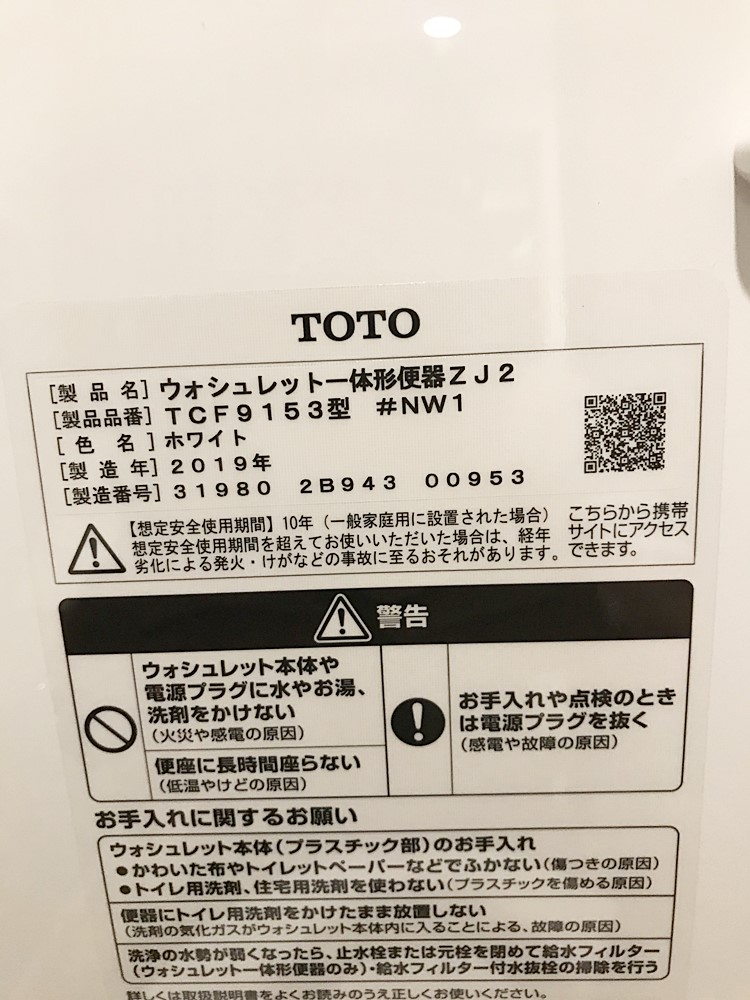 TOTO
[製品名] ウォシュレット一体形便器ZJ2
[製品品番] TCF9153型 #NW1
[色名] ホワイト
[製造年] 2019年
[製造番号] 31980 2B943 00953
【想定安全使用期間】10年(一般家庭用に設置された場合)
想定安全使用期間を超えてお使いいただいた場合は、経年
劣化による発火・けがなどの事故に至るおそれがあります。
こちらから携帯
サイトにアクセス
できます。
警告
ウォシュレット本体や
電源プラグに水やお湯、
洗剤をかけない
(火災や感電の原因)
便座に長時間座らない
(低温やけどの原因)
お手入れや点検のとき
は電源プラグを抜く
(感電や故障の原因)
お手入れに関するお願い
ウォシュレット本体(プラスチック部)のお手入れ
●かわいた布やトイレットペーパーなどでふかない(傷つきの原因)
●トイレ用洗剤、住宅用洗剤を使わない(プラスチックを傷める原因)
便器にトイレ用洗剤をかけたまま放置しない
(洗剤の気化ガスがウォシュレット本体内に入ることによる、故障の原因)
洗浄の水勢が弱くなったら、止水栓または元栓を閉めて給水フィルター
(ウォシュレット一体形便器のみ)・給水フィルター付水抜栓の掃除を行う
詳しくは取扱説明書をよくお読みのうえ正しくお使いください。